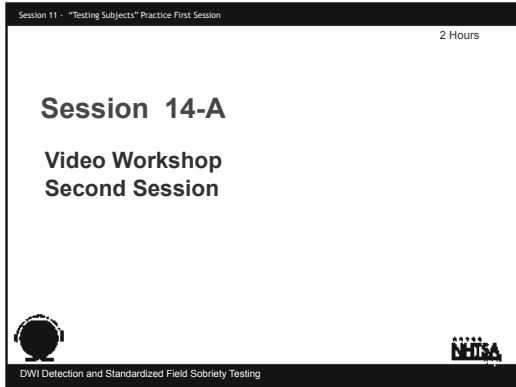 Session 11 - "Testing Subjects" Practice First Session
2 Hours
Session 14-A
Video Workshop
Second Session
NHTSA
DWI Detection and Standardized Field Sobriety Testing